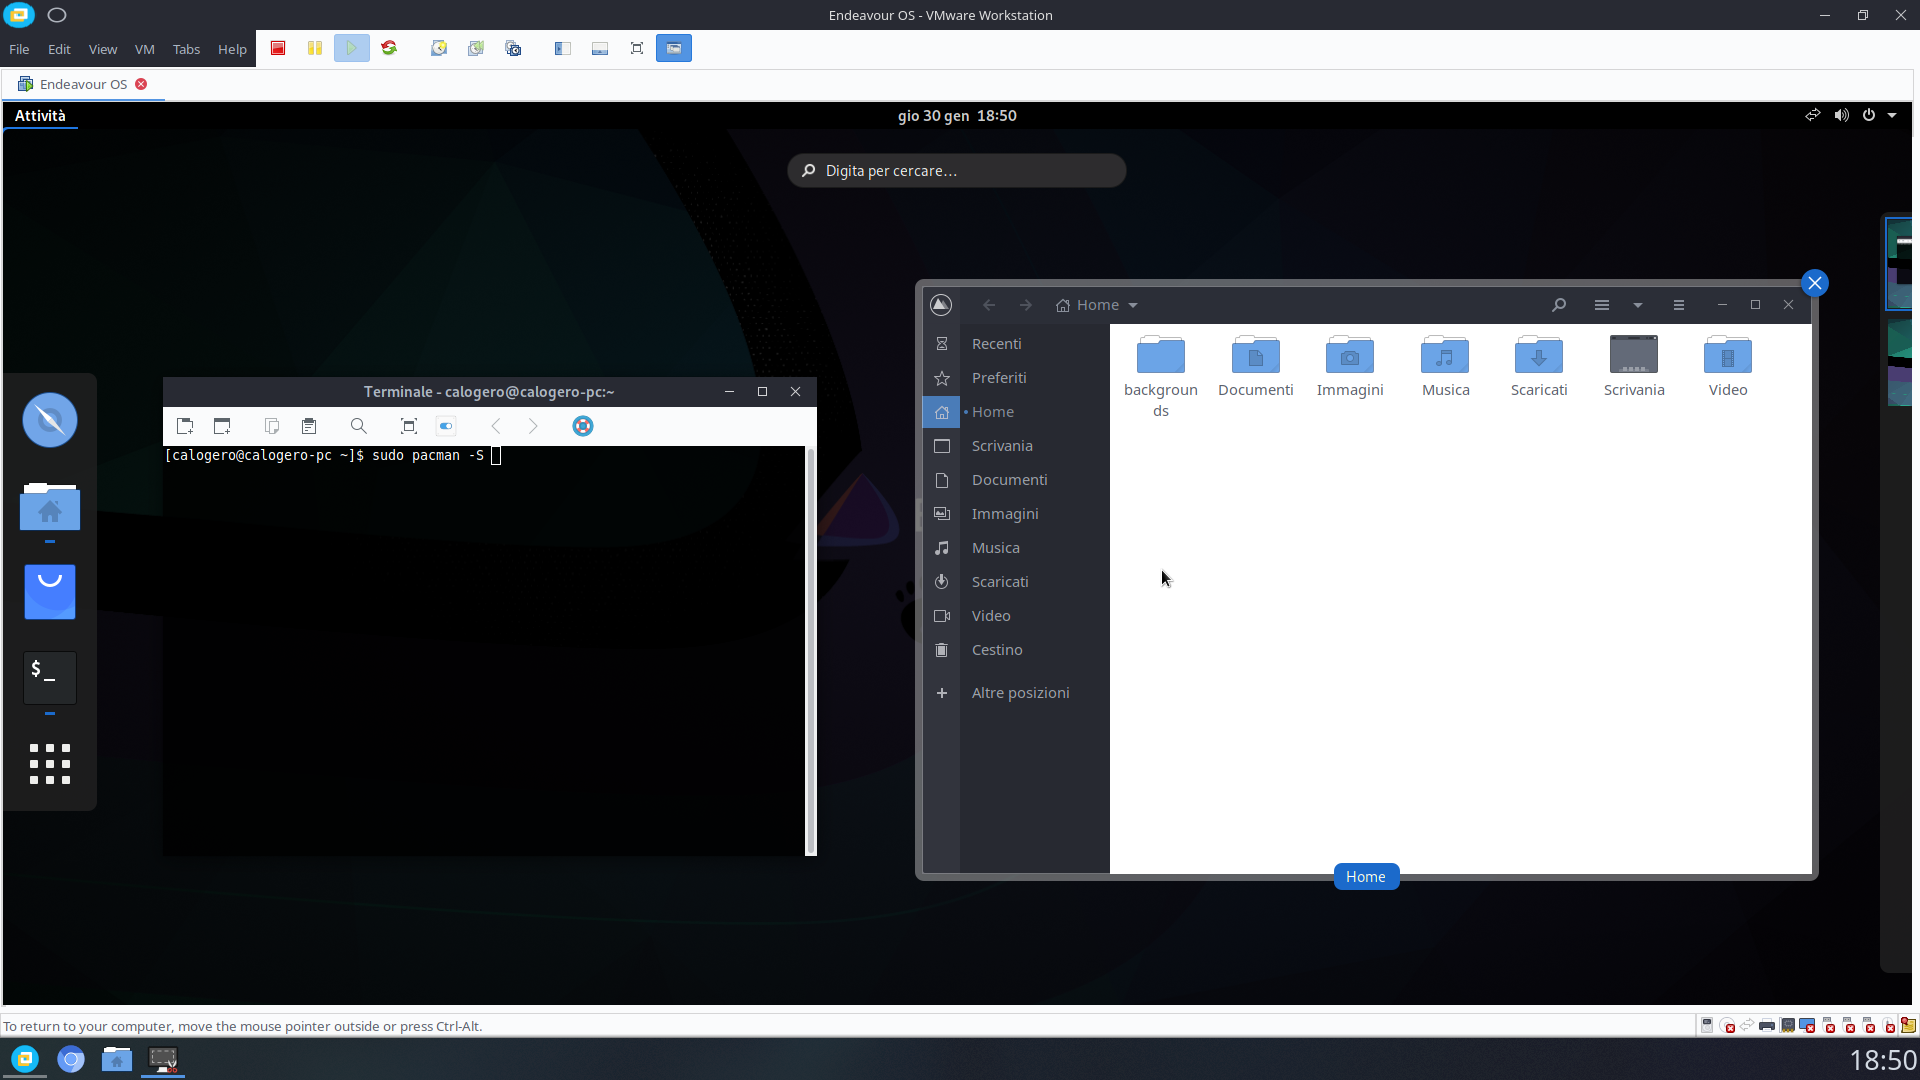 Endeavour OS - VMware Workstation
File Edit View VM Tabs Help
Endeavour OS
Attività
gio 30 gen 18:50
Digita per cercare...
Terminale - calogero@calogero-pc:~
[calogero@calogero-pc ~]$ sudo pacman -S
$_
Home
Recenti
Preferiti
Home
Scrivania
Documenti
Immagini
Musica
Scaricati
Video
Cestino
Altre posizioni
backgroun
ds
Documenti
Immagini
Musica
Scaricati
Scrivania
Video
Home
To return to your computer, move the mouse pointer outside or press Ctrl-Alt.
18:50